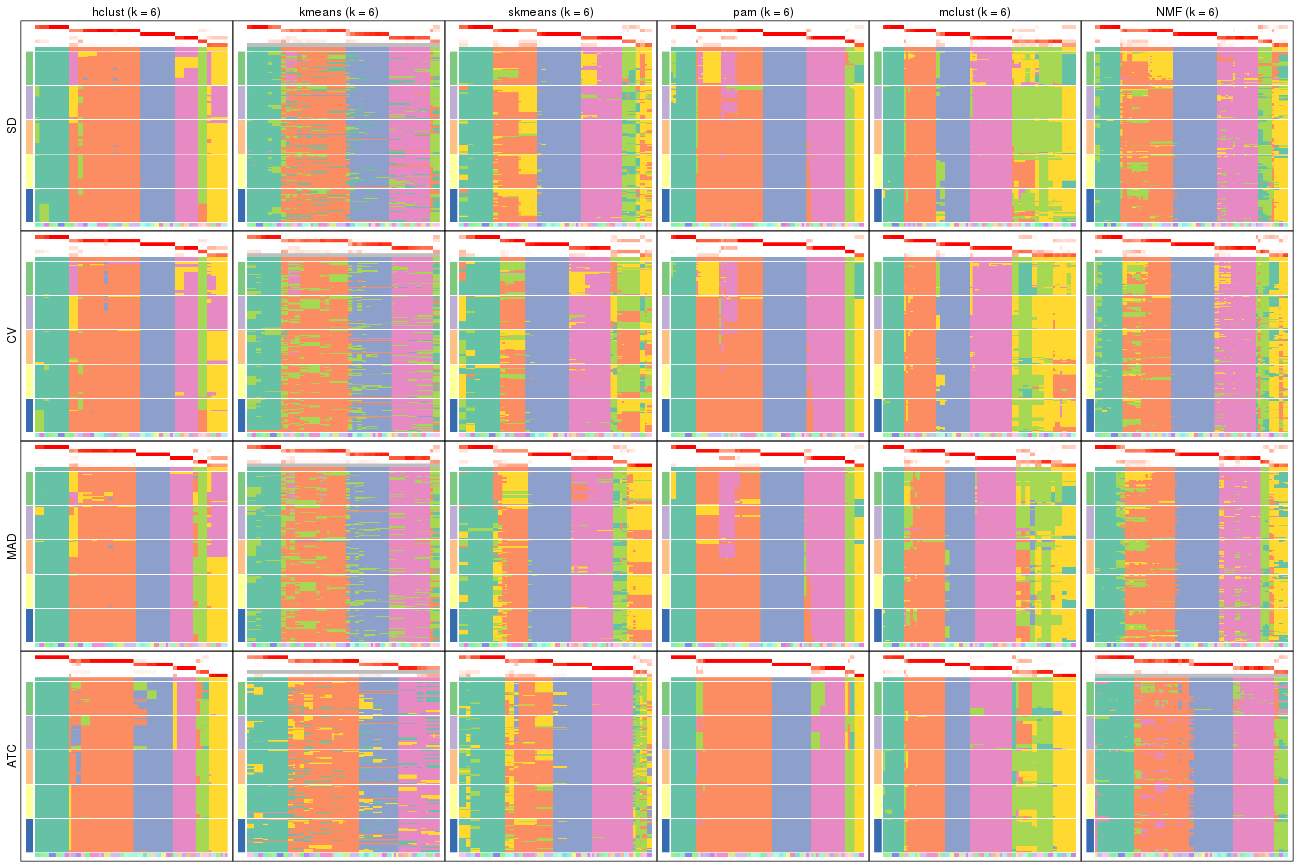 hclust (k = 6) kmeans (k = 6) skmeans (k = 6) pam (k = 6) mclust (k = 6) NMF (k = 6)
SD
CV
MAD
ATC